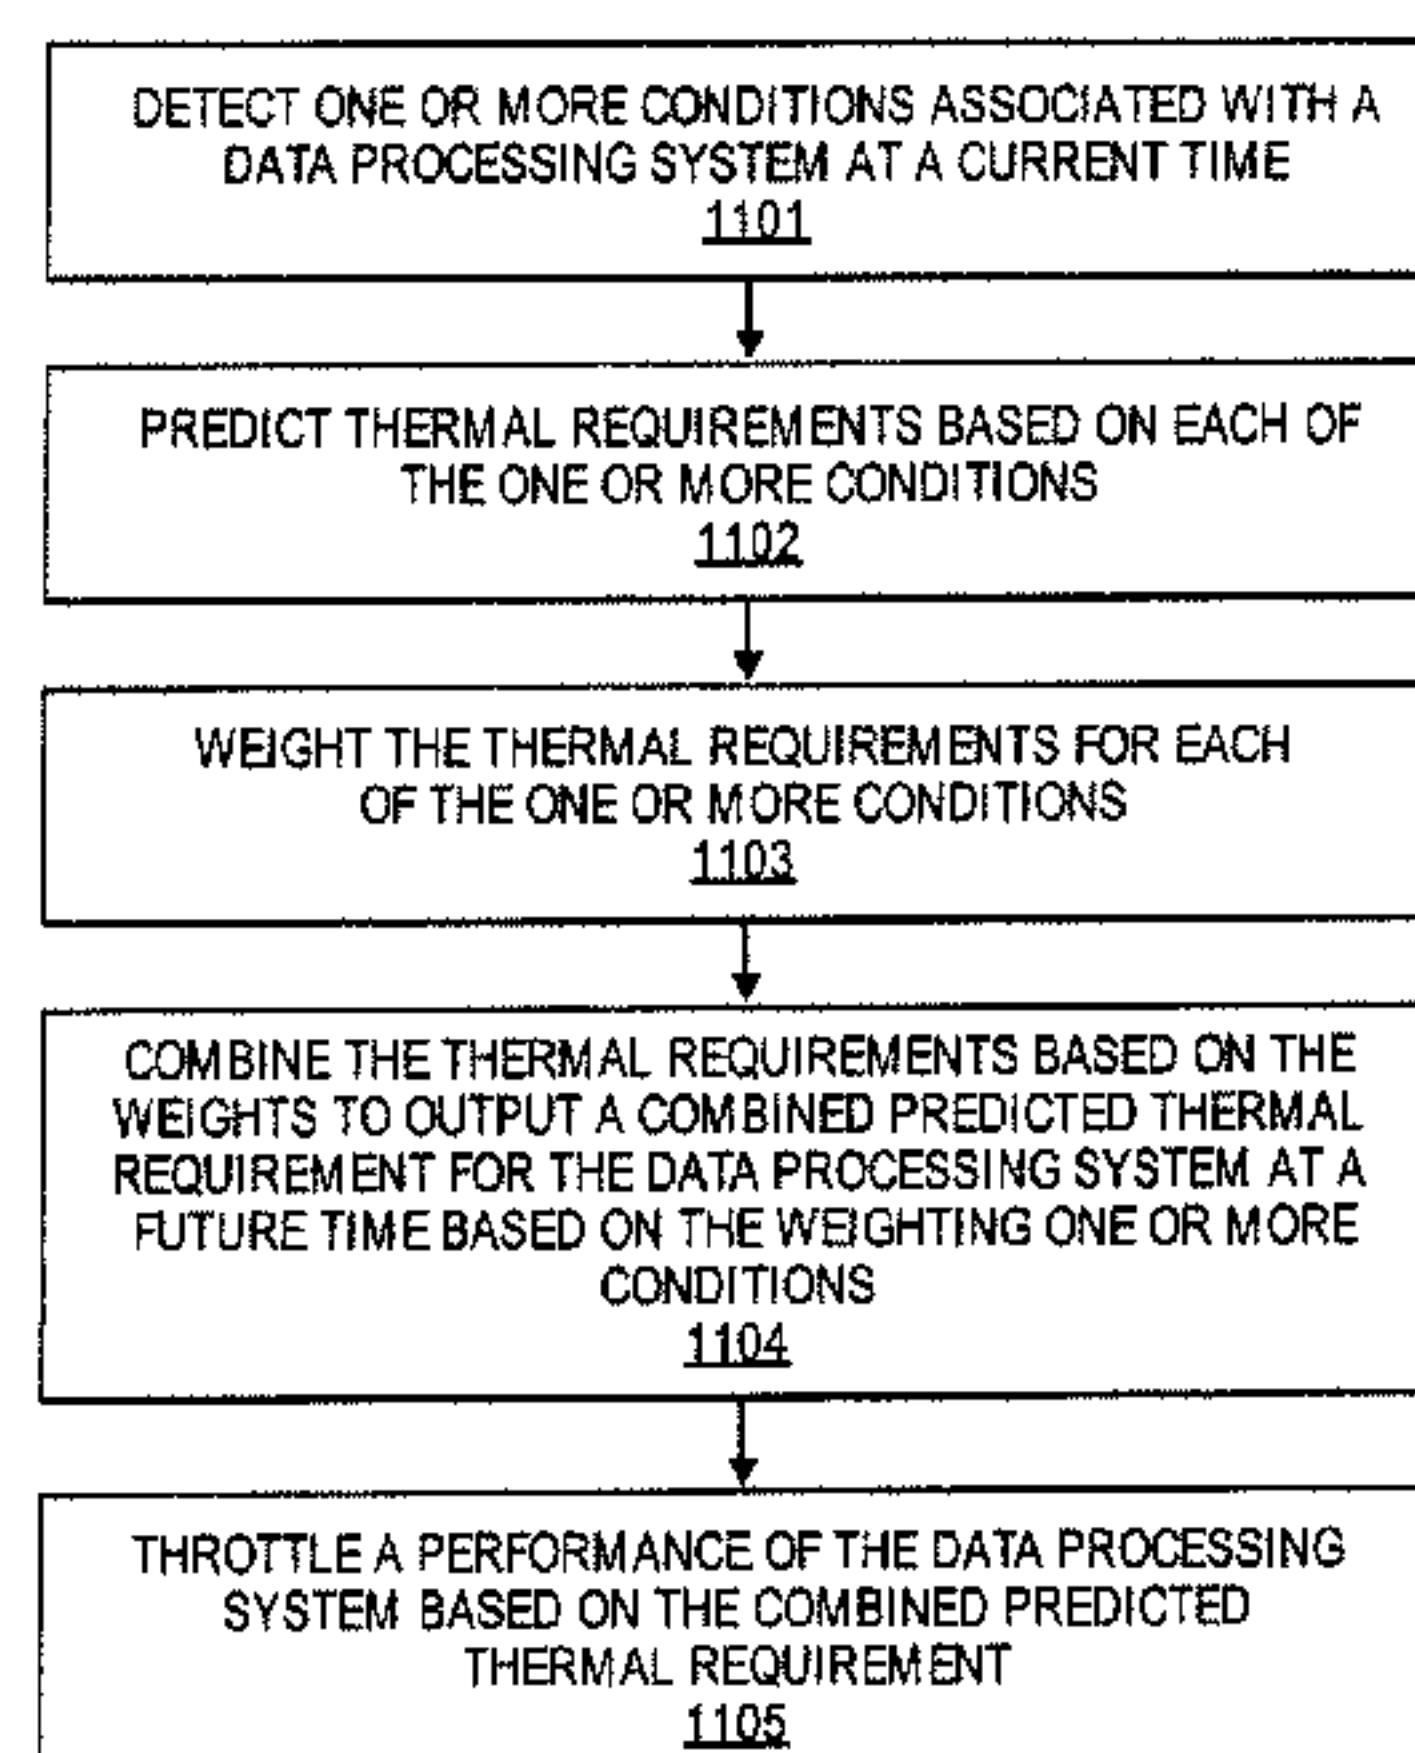 DETECT ONE OR MORE CONDITIONS ASSOCIATED WITH A
DATA PROCESSING SYSTEM AT A CURRENT TIME
1101
PREDICT THERMAL REQUIREMENTS BASED ON EACH OF
THE ONE OR MORE CONDITIONS
1102
WEIGHT THE THERMAL REQUIREMENTS FOR EACH
OF THE ONE OR MORE CONDITIONS
1103
COMBINE THE THERMAL REQUIREMENTS BASED ON THE
WEIGHTS TO OUTPUT A COMBINED PREDICTED THERMAL
REQUIREMENT FOR THE DATA PROCESSING SYSTEM AT A
FUTURE TIME BASED ON THE WEIGHTING ONE OR MORE
CONDITIONS
1104
THROTTLE A PERFORMANCE OF THE DATA PROCESSING
SYSTEM BASED ON THE COMBINED PREDICTED
THERMAL REQUIREMENT
1105